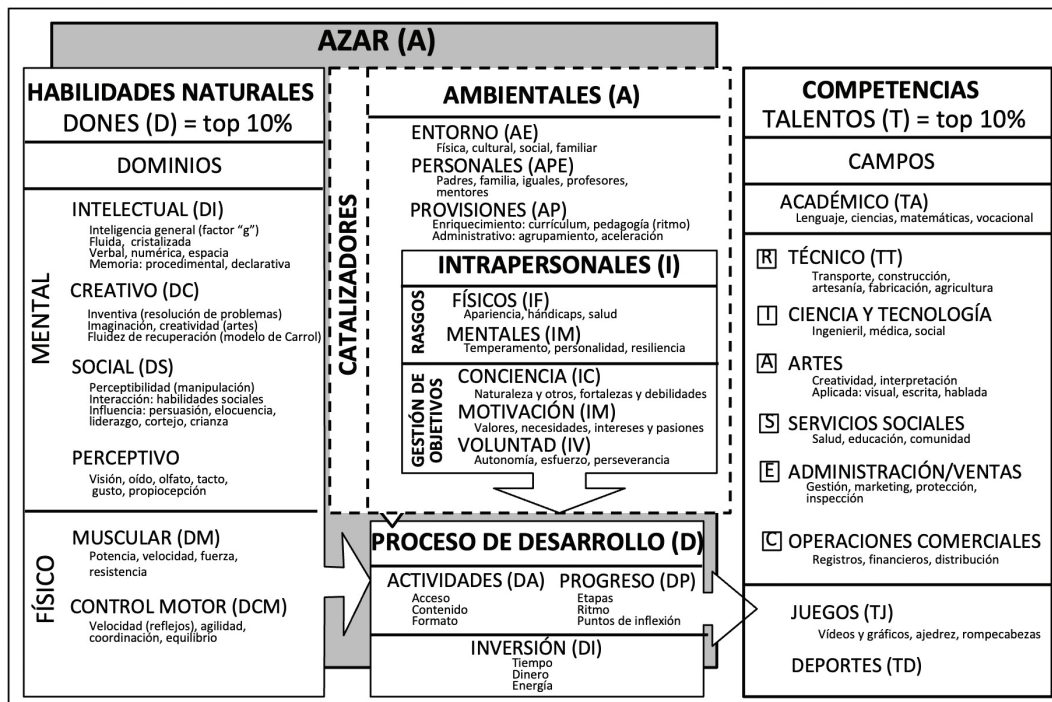 AZAR (A)
HABILIDADES NATURALES
DONES (D) = top 10%
DOMINIOS
MENTAL
INTELECTUAL (DI)
Inteligencia general (factor “g”)
Fluida, cristalizada
Verbal, numérica, espacia
Memoria: procedimental, declarativa
CREATIVO (DC)
Inventiva (resolución de problemas)
Imaginación, creatividad (artes)
Fluidez de recuperación (modelo de Carrol)
SOCIAL (DS)
Perceptibilidad (manipulación)
Interacción: habilidades sociales
Influencia: persuasión, elocuencia,
liderazgo, cortejo, crianza
PERCEPTIVO
Visión, oído, olfato, tacto,
gusto, propiocepción
FÍSICO
MUSCULAR (DM)
Potencia, velocidad, fuerza,
resistencia
CONTROL MOTOR (DCM)
Velocidad (reflejos), agilidad,
coordinación, equilibrio
CATALIZADORES
AMBIENTALES (A)
ENTORNO (AE)
Física, cultural, social, familiar
PERSONALES (APE)
Padres, familia, iguales, profesores,
mentores
PROVISIONES (AP)
Enriquecimiento: currículum, pedagogía (ritmo)
Administrativo: agrupamiento, aceleración
INTRAPERSONALES (I)
RASGOS
FÍSICOS (IF)
Apariencia, hándicaps, salud
MENTALES (IM)
Temperamento, personalidad, resiliencia
GESTIÓN DE
OBJETIVOS
CONCIENCIA (IC)
Naturaleza y otros, fortalezas y debilidades
MOTIVACIÓN (IM)
Valores, necesidades, intereses y pasiones
VOLUNTAD (IV)
Autonomía, esfuerzo, perseverancia
PROCESO DE DESARROLLO (D)
ACTIVIDADES (DA)
Acceso
Contenido
Formato
PROGRESO (DP)
Etapas
Ritmo
Puntos de inflexión
INVERSIÓN (DI)
Tiempo
Dinero
Energía
COMPETENCIAS
TALENTOS (T) = top 10%
CAMPOS
ACADÉMICO (TA)
Lenguaje, ciencias, matemáticas, vocacional
R TÉCNICO (TT)
Transporte, construcción,
artesanía, fabricación, agricultura
I CIENCIA Y TECNOLOGÍA
Ingenieril, médica, social
A ARTES
Creatividad, interpretación
Aplicada: visual, escrita, hablada
S SERVICIOS SOCIALES
Salud, educación, comunidad
E ADMINISTRACIÓN/VENTAS
Gestión, marketing, protección,
inspección
C OPERACIONES COMERCIALES
Registros, financieros, distribución
JUEGOS (TJ)
Vídeos y gráficos, ajedrez, rompecabezas
DEPORTES (TD)